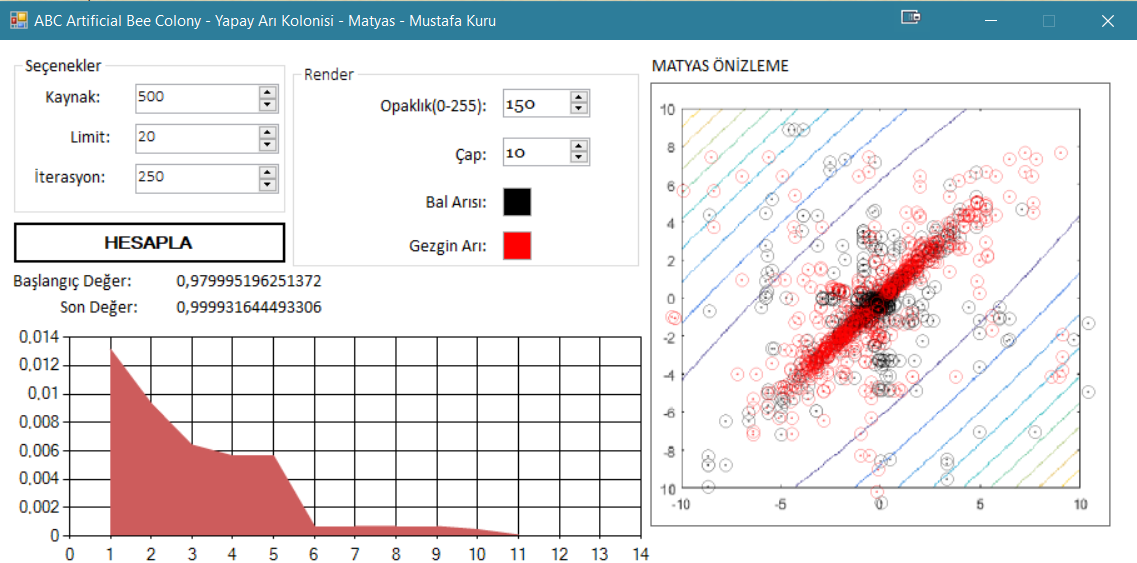 ABC Artificial Bee Colony - Yapay Arı Kolonisi - Matyas - Mustafa Kuru
Seçenekler
Kaynak: 500
Limit: 20
İterasyon: 250
HESAPLA
Render
Opaklık(0-255): 150
Çap: 10
Bal Arısı:
Gezgin Arı:
Başlangıç Değer: 0,979995196251372
Son Değer: 0,999931644493306
0.014
0.012
0.01
0.008
0.006
0.004
0,002
0
0 1 2 3 4 5 6 7 8 9 10 11 12 13 14
MATYAS ÖNİZLEME
10
8
6
4
2
0
-2
-4
-6
-8
10
-10 -5 0 5 10